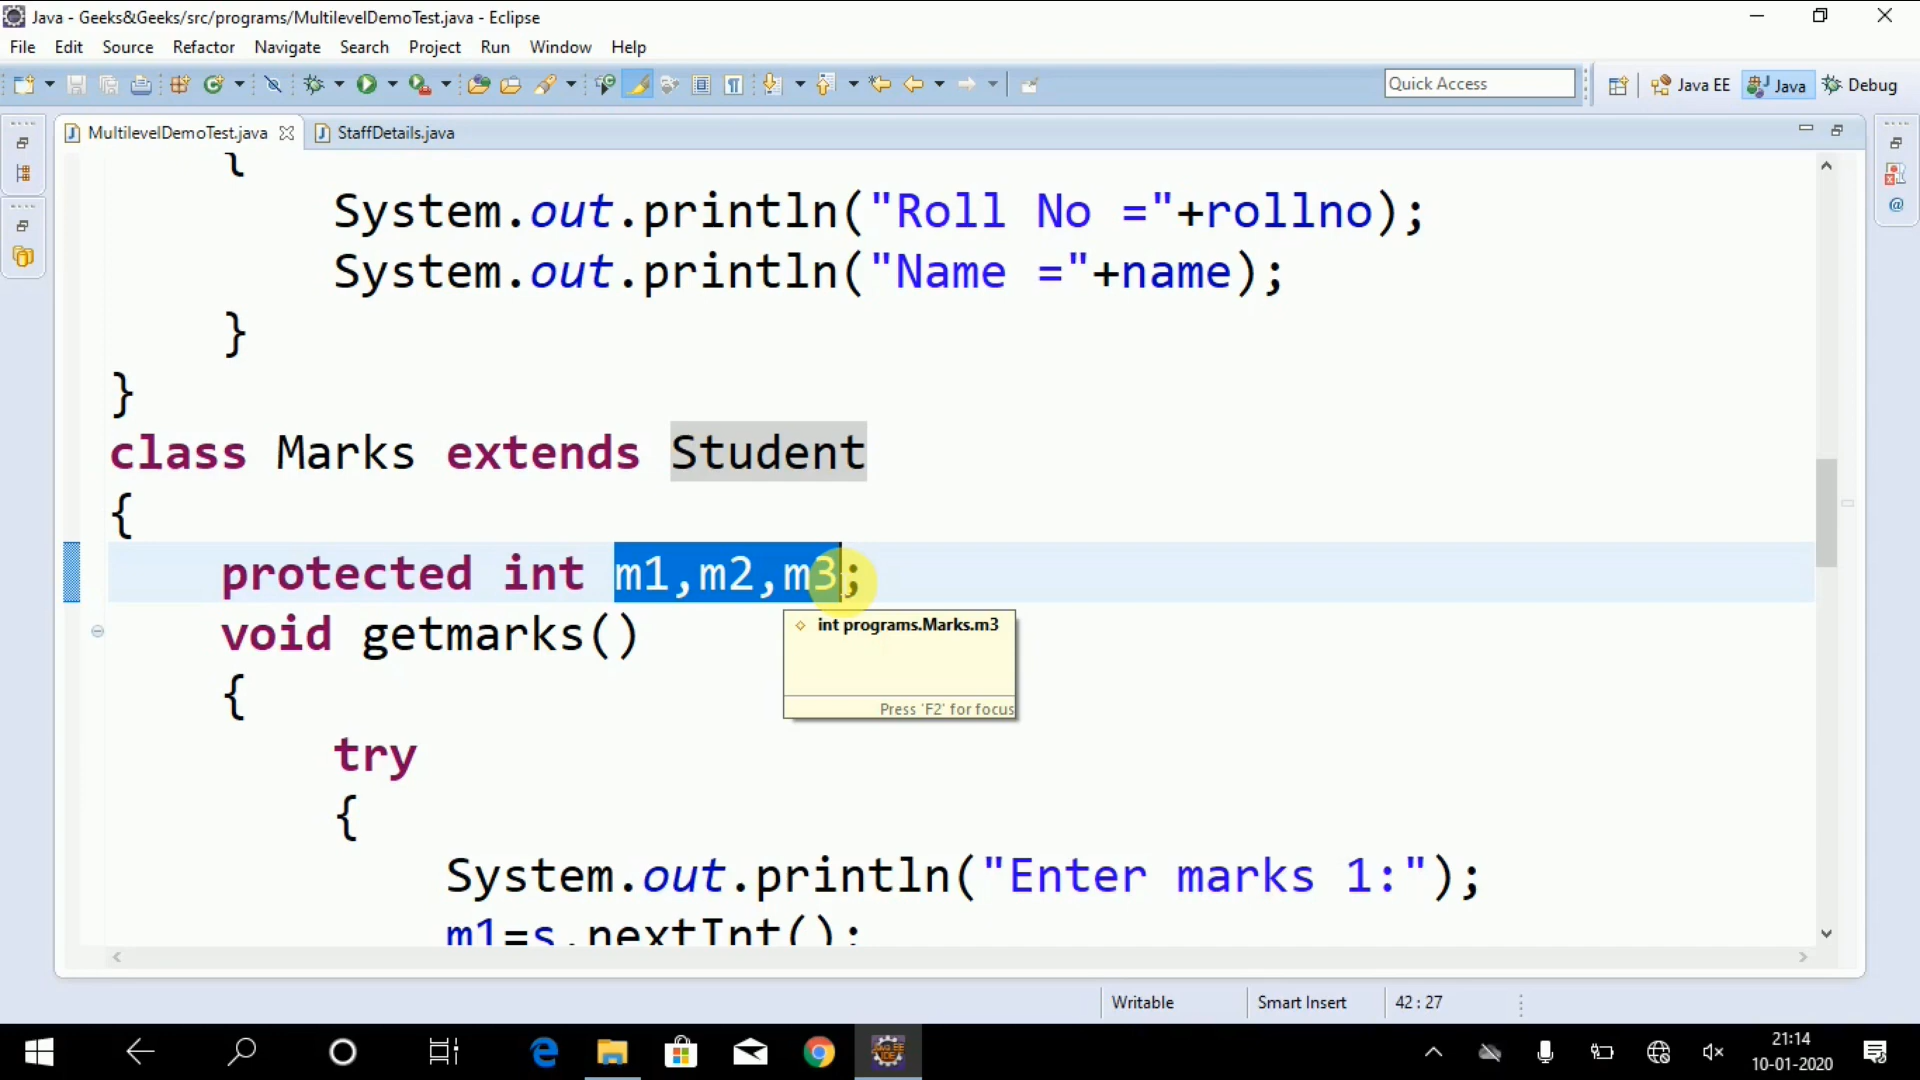 Java - Geeks&Geeks/src/programs/MultilevelDemoTest.java - Eclipse
File Edit Source Refactor Navigate Search Project Run Window Help
Quick Access
Java EE
Java
Debug
MultilevelDemoTest.java
StaffDetails.java
{
System.out.println("Roll No ="+rollno);
System.out.println("Name ="+name);
}
}
class Marks extends Student
{
protected int m1,m2,m3;
int programs.Marks.m3
Press 'F2' for focus
void getmarks()
{
try
{
System.out.println("Enter marks 1:");
m1=s.nextInt();
Writable
Smart Insert
42 : 27
21:14
10-01-2020